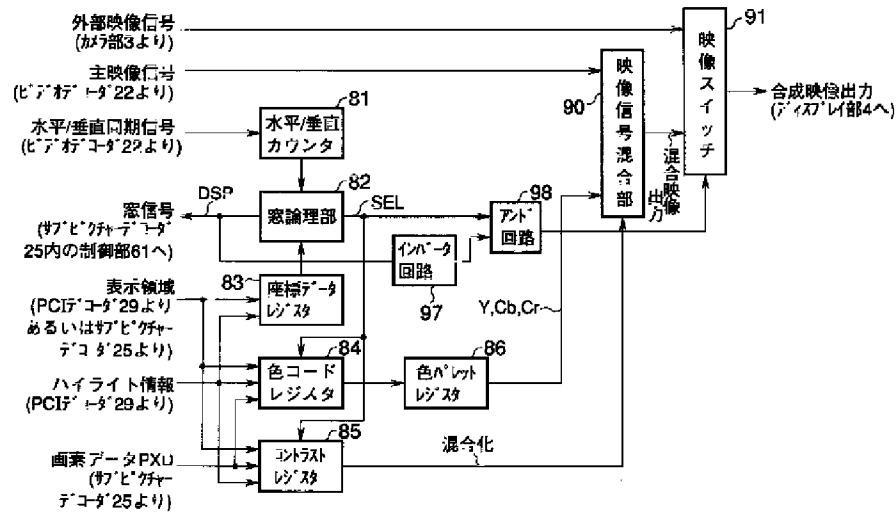 外部映像信号
(カメラ部3より)
主映像信号
(ビデオデコーダ22より)
水平/垂直同期信号
(ビデオデコーダ22より)
窓信号
(サブピクチャーデコーダ
25内の制御部61へ)
表示領域
(PCIデコーダ29より
あるいはサブピクチャー
デコーダ25より)
ハイライト情報
(PCIデコーダ29より)
画素データPXD
(サブピクチャー
デコーダ25より)
81
水平/垂直
カウンタ
DSP
82
窓論理部
SEL
83
座標データ
レジスタ
84
色コード
レジスタ
85
コントラスト
レジスタ
86
色パレット
レジスタ
インバータ
回路
97
98
アンド
回路
Y,Cb,Cr
混合化
90
映像信号混合部
混合映像
出力
91
映像スイッチ
合成映像出力
(ディスプレイ部4へ)